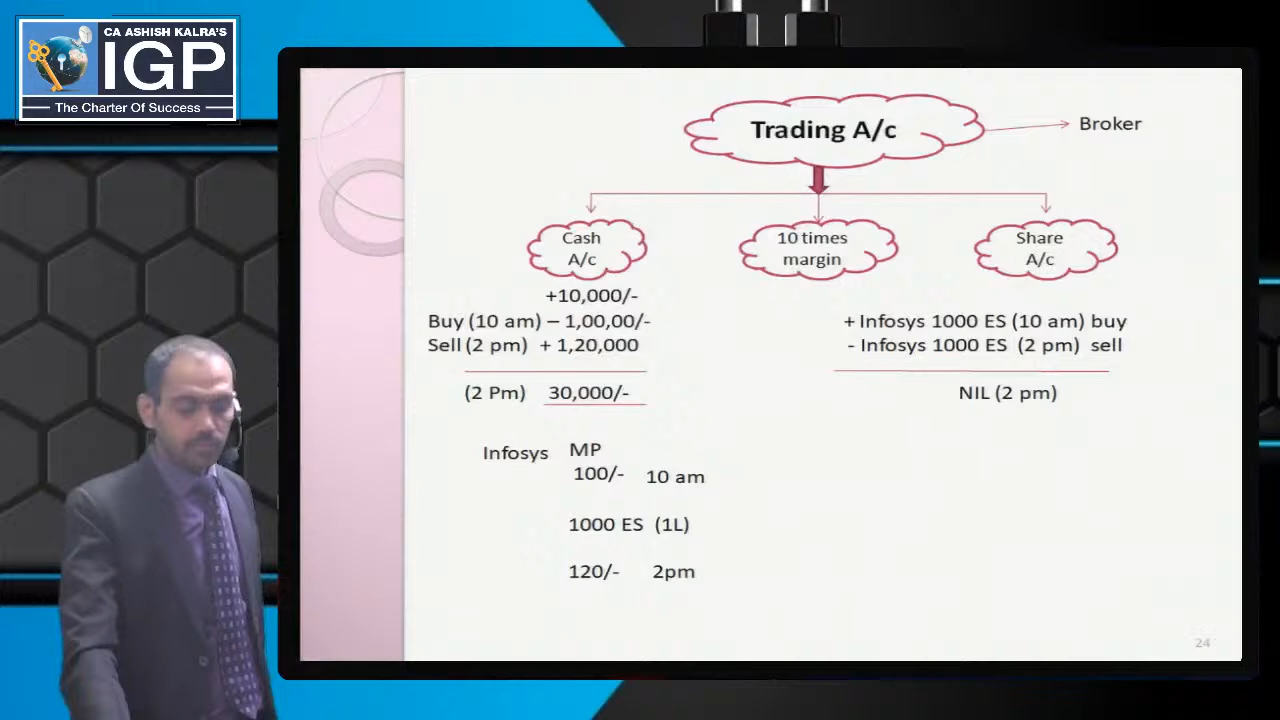 CA ASHISH KALRA'S
IGP
The Charter Of Success
Trading A/c
Broker
Cash
A/c
10 times
margin
Share
A/c
+10,000/-
Buy (10 am) – 1,00,00/-
Sell (2 pm) + 1,20,000
(2 Pm) 30,000/-
+ Infosys 1000 ES (10 am) buy
- Infosys 1000 ES (2 pm) sell
NIL (2 pm)
Infosys MP
100/- 10 am
1000 ES (1L)
120/- 2pm
24